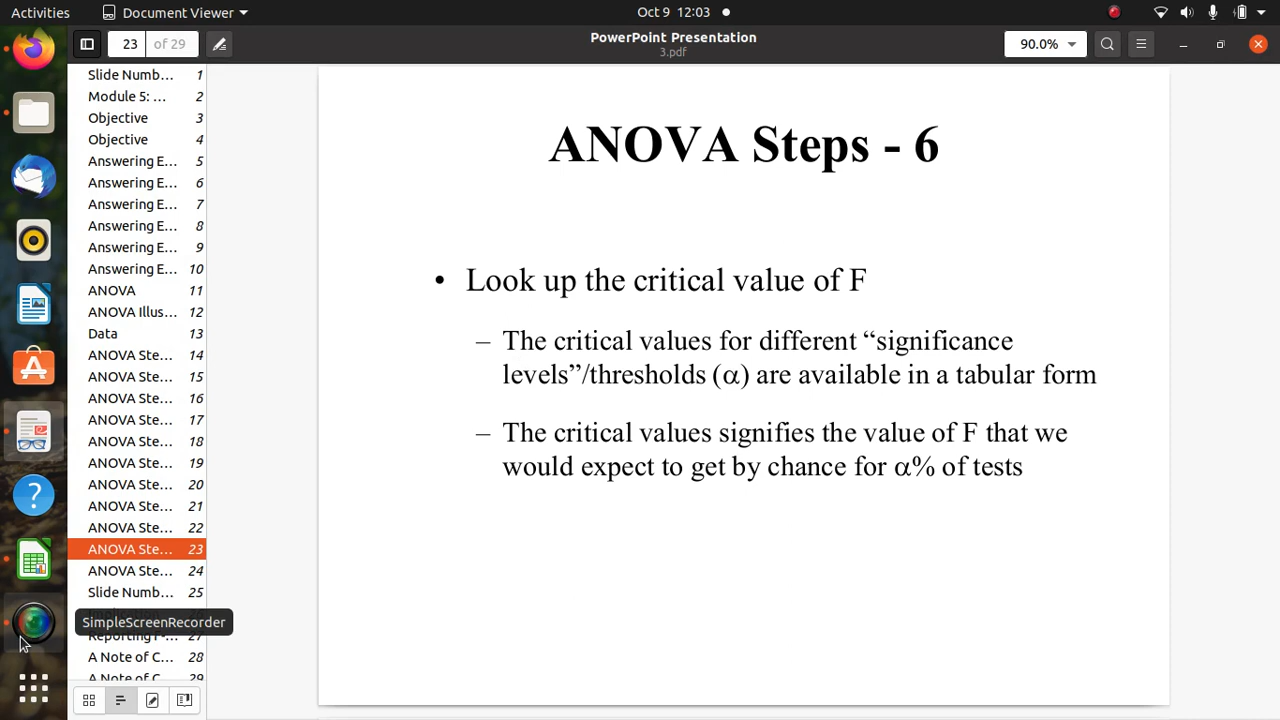 Activities
Document Viewer
Oct 9 12:03
23
of 29
PowerPoint Presentation
3.pdf
90.0%
Slide Numb... 1
Module 5: ... 2
Objective 3
Objective 4
Answering E... 5
Answering E... 6
Answering E... 7
Answering E... 8
Answering E... 9
Answering E... 10
ANOVA 11
ANOVA Illus... 12
Data 13
ANOVA Ste... 14
ANOVA Ste... 15
ANOVA Ste... 16
ANOVA Ste... 17
ANOVA Ste... 18
ANOVA Ste... 19
ANOVA Ste... 20
ANOVA Ste... 21
ANOVA Ste... 22
ANOVA Ste... 23
ANOVA Ste... 24
Slide Numb... 25
SimpleScreenRecorder
27
A Note of C... 28
A Note of C... 29
ANOVA Steps - 6
• Look up the critical value of F
– The critical values for different “significance
levels”/thresholds (α) are available in a tabular form
– The critical values signifies the value of F that we
would expect to get by chance for α% of tests